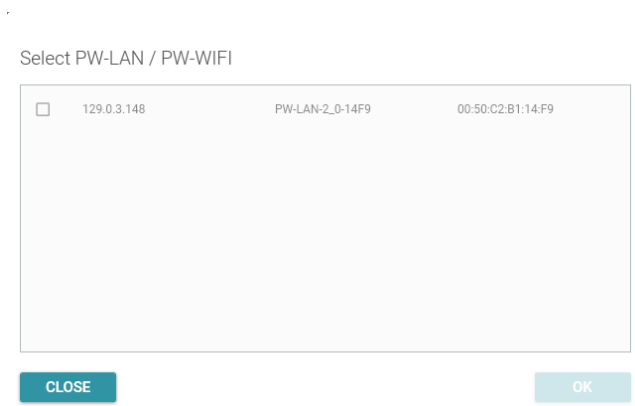 Select PW-LAN / PW-WIFI
129.0.3.148 PW-LAN-2_0-14F9 00:50:C2:B1:14:F9
CLOSE OK